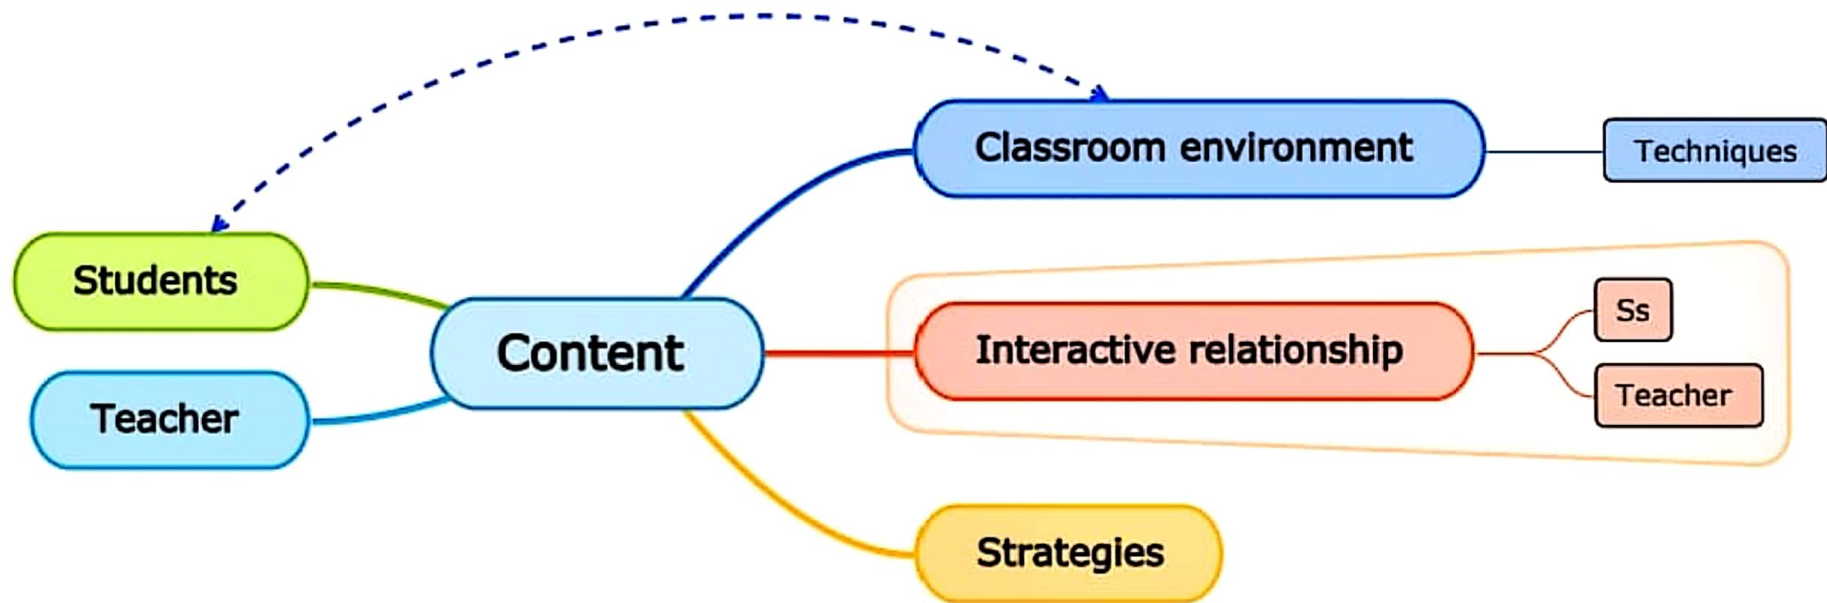 Classroom environment
Techniques
Students
Content
Interactive relationship
Ss
Teacher
Teacher
Strategies